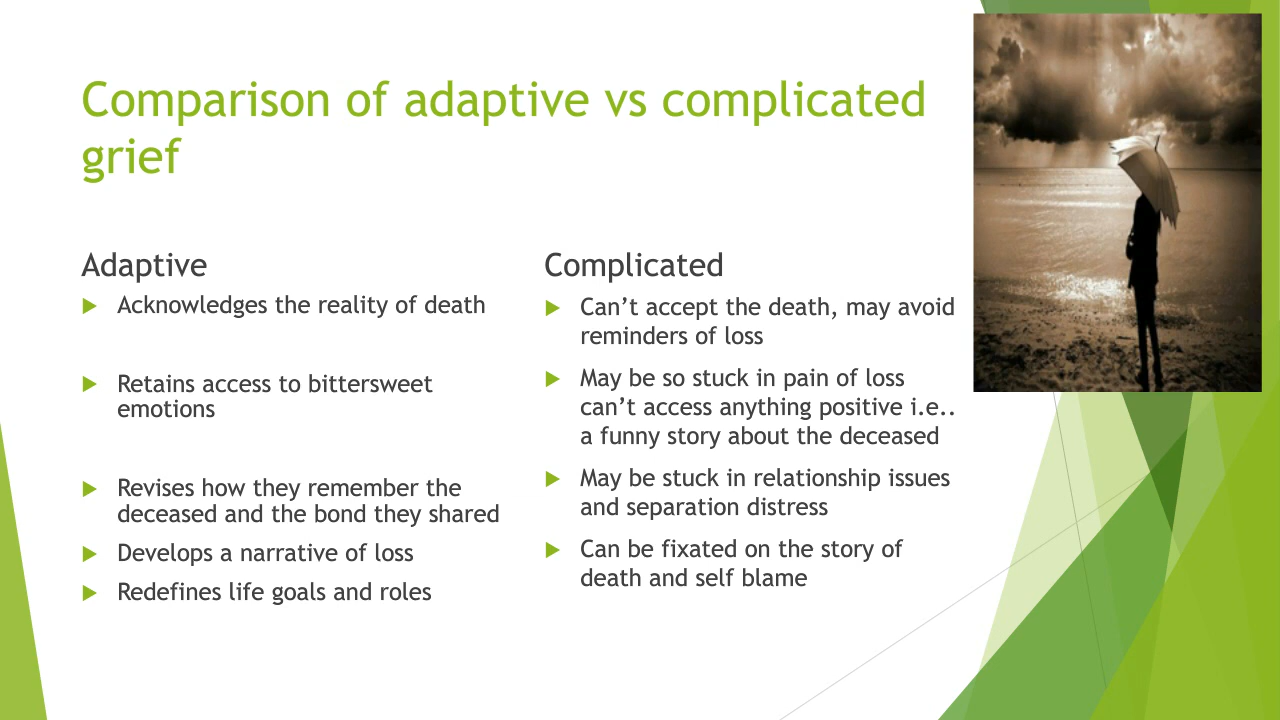 Comparison of adaptive vs complicated
grief
Adaptive
Acknowledges the reality of death
Retains access to bittersweet
emotions
Revises how they remember the
deceased and the bond they shared
Develops a narrative of loss
Redefines life goals and roles
Complicated
Can’t accept the death, may avoid
reminders of loss
May be so stuck in pain of loss
can’t access anything positive i.e..
a funny story about the deceased
May be stuck in relationship issues
and separation distress
Can be fixated on the story of
death and self blame